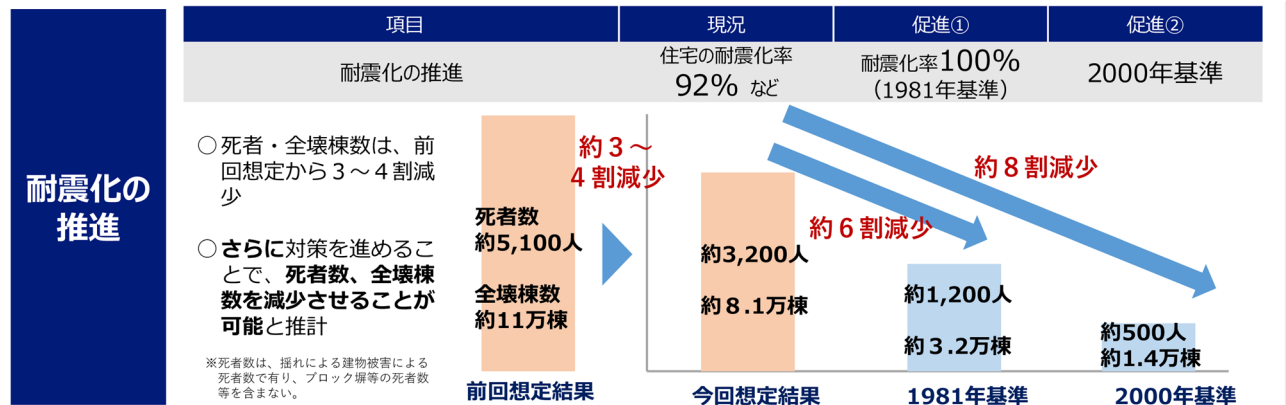 耐震化の
推進
項目
現況
促進①
促進②
耐震化の推進
住宅の耐震化率
92% など
耐震化率100%
（1981年基準）
2000年基準
○死者・全壊棟数は、前
回想定から３～４割減
少
○さらに対策を進めるこ
とで、死者数、全壊棟
数を減少させることが
可能と推計
※死者数は、揺れによる建物被害による
死者数で有り、ブロック塀等の死者数
等を含まない。
死者数
約5,100人
全壊棟数
約11万棟
前回想定結果
約３～
４割減少
約3,200人
約８.1万棟
今回想定結果
約６割減少
約1,200人
約３.2万棟
1981年基準
約８割減少
約500人
約1.4万棟
2000年基準